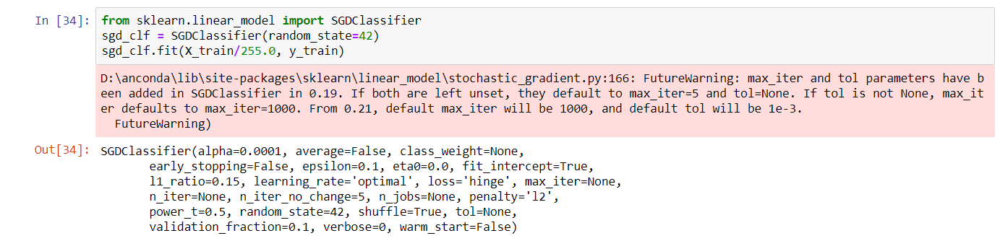 In [34]: from sklearn.linear_model import SGDClassifier
sgd_clf = SGDClassifier(random_state=42)
sgd_clf.fit(X_train/255.0, y_train)
D:\anconda\lib\site-packages\sklearn\linear_model\stochastic_gradient.py:166: FutureWarning: max_iter and tol parameters have b
een added in SGDClassifier in 0.19. If both are left unset, they default to max_iter=5 and tol=None. If tol is not None, max_it
er defaults to max_iter=1000. From 0.21, default max_iter will be 1000, and default tol will be 1e-3.
  FutureWarning)
Out[34]: SGDClassifier(alpha=0.0001, average=False, class_weight=None,
       early_stopping=False, epsilon=0.1, eta0=0.0, fit_intercept=True,
       l1_ratio=0.15, learning_rate='optimal', loss='hinge', max_iter=None,
       n_iter=None, n_iter_no_change=5, n_jobs=None, penalty='l2',
       power_t=0.5, random_state=42, shuffle=True, tol=None,
       validation_fraction=0.1, verbose=0, warm_start=False)